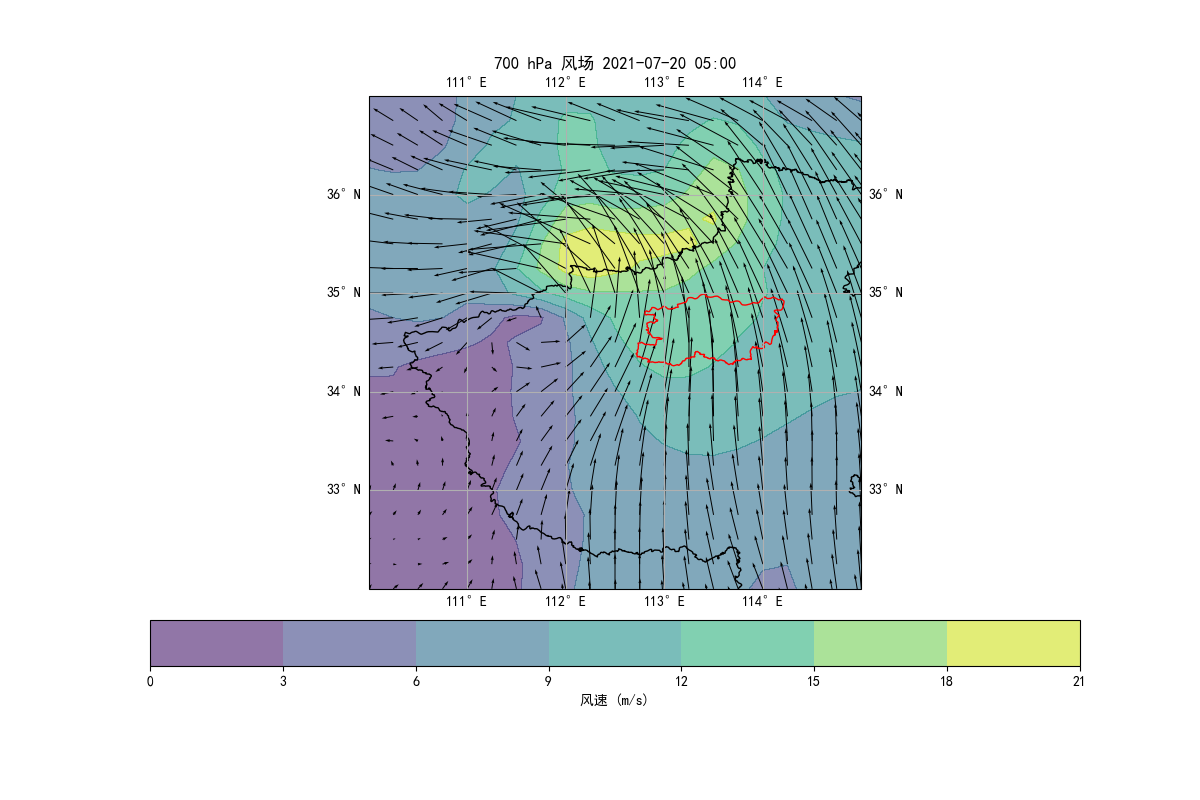 700 hPa 风场 2021-07-20 05:00
111° E 112° E 113° E 114° E
36° N 36° N
35° N 35° N
34° N 34° N
33° N 33° N
111° E 112° E 113° E 114° E
0 3 6 9 12 15 18 21
风速 (m/s)